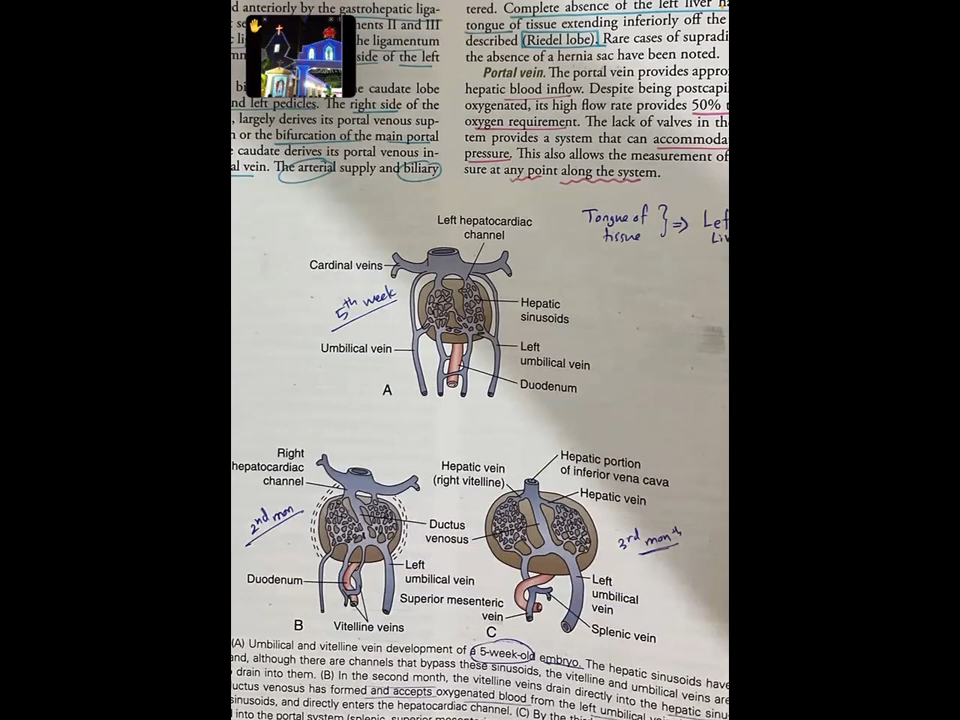 d anteriorly by the gastrohepatic liga-
ments II and III
he ligamentum
side of the left
e caudate lobe
nd left pedicles. The right side of the
, largely derives its portal venous sup-
or the bifurcation of the main portal
caudate derives its portal venous in-
al vein. The arterial supply and biliary
tered. Complete absence of the left liver
tongue of tissue extending inferiorly off the
described (Riedel lobe). Rare cases of supradi
the absence of a hernia sac have been noted.
Portal vein. The portal vein provides appro
hepatic blood inflow. Despite being postcapi
oxygenated, its high flow rate provides 50%
oxygen requirement. The lack of valves in th
tem provides a system that can accommoda
pressure. This also allows the measurement of
sure at any point along the system.
Tongue of
tissue
} ⇒ Lef
Li
Left hepatocardiac
channel
Cardinal veins
5th week
Hepatic
sinusoids
Umbilical vein
Left
umbilical vein
Duodenum
A
Right
hepatocardiac
channel
2nd mon
Ductus
venosus
Duodenum
Left
umbilical vein
Vitelline veins
B
Hepatic vein
(right vitelline)
Hepatic portion
of inferior vena cava
Hepatic vein
3rd month
Superior mesenteric
vein
Left
umbilical
vein
Splenic vein
C
(A) Umbilical and vitelline vein development of a 5-week-old embryo. The hepatic sinusoids have
and, although there are channels that bypass these sinusoids, the vitelline and umbilical veins are
drain into them. (B) In the second month, the vitelline veins drain directly into the hepatic sinu
uctus venosus has formed and accepts oxygenated blood from the left umbilical
sinusoids, and directly enters the hepatocardiac channel. (C) By the
into the portal system (splenic, superior